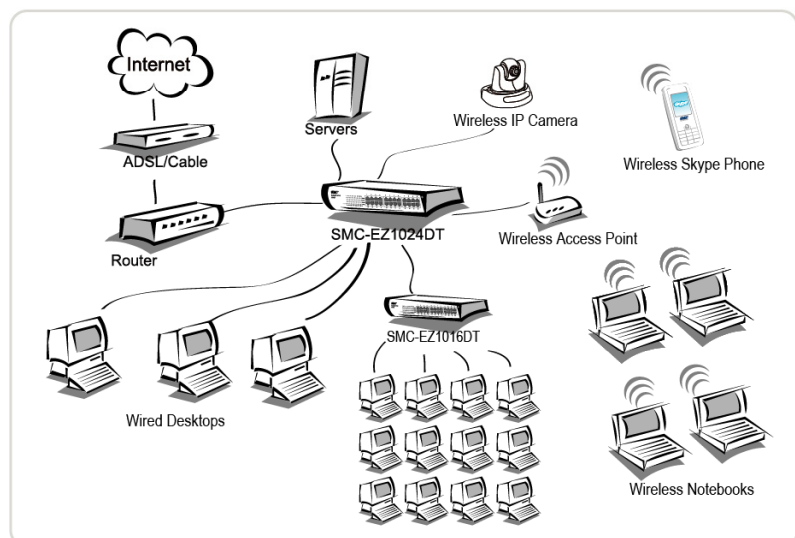 Internet
ADSL/Cable
Router
Servers
Wireless IP Camera
Wireless Skype Phone
SMC-EZ1024DT
Wireless Access Point
SMC-EZ1016DT
Wired Desktops
Wireless Notebooks